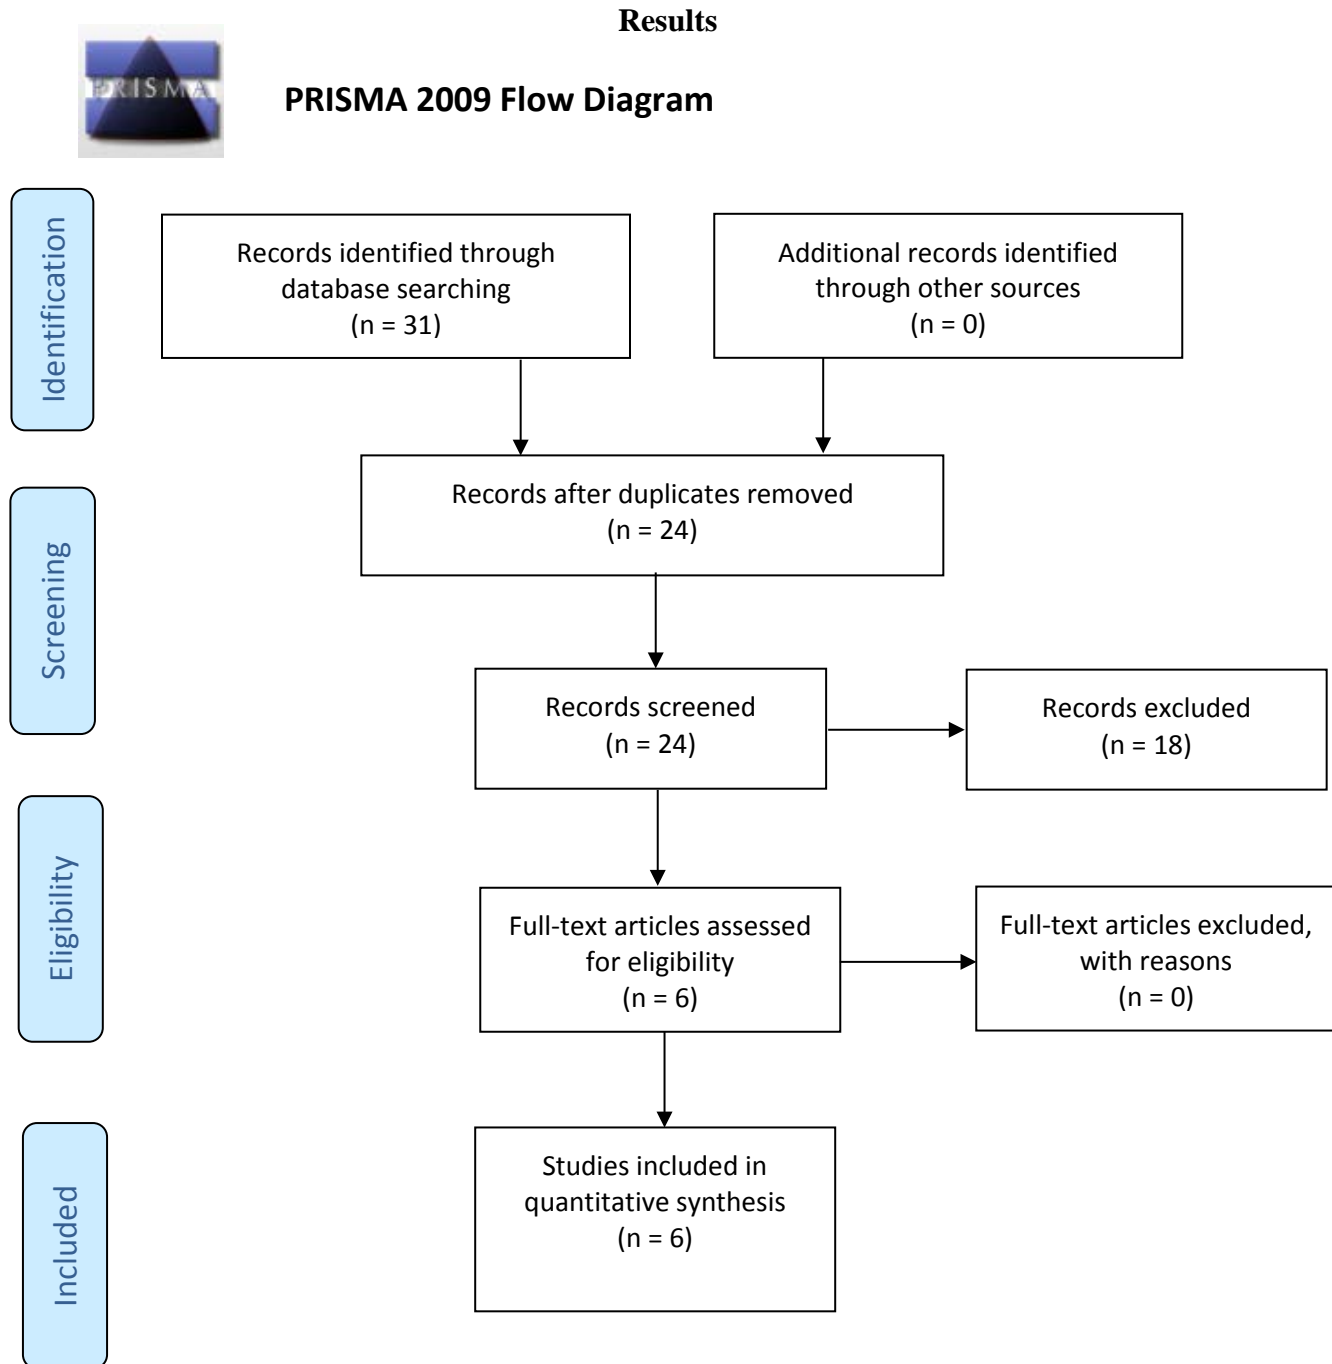 Results
PRISMA
PRISMA 2009 Flow Diagram
Identification
Records identified through
database searching
(n = 31)
Additional records identified
through other sources
(n = 0)
Records after duplicates removed
(n = 24)
Screening
Records screened
(n = 24)
Records excluded
(n = 18)
Eligibility
Full-text articles assessed
for eligibility
(n = 6)
Full-text articles excluded,
with reasons
(n = 0)
Included
Studies included in
quantitative synthesis
(n = 6)